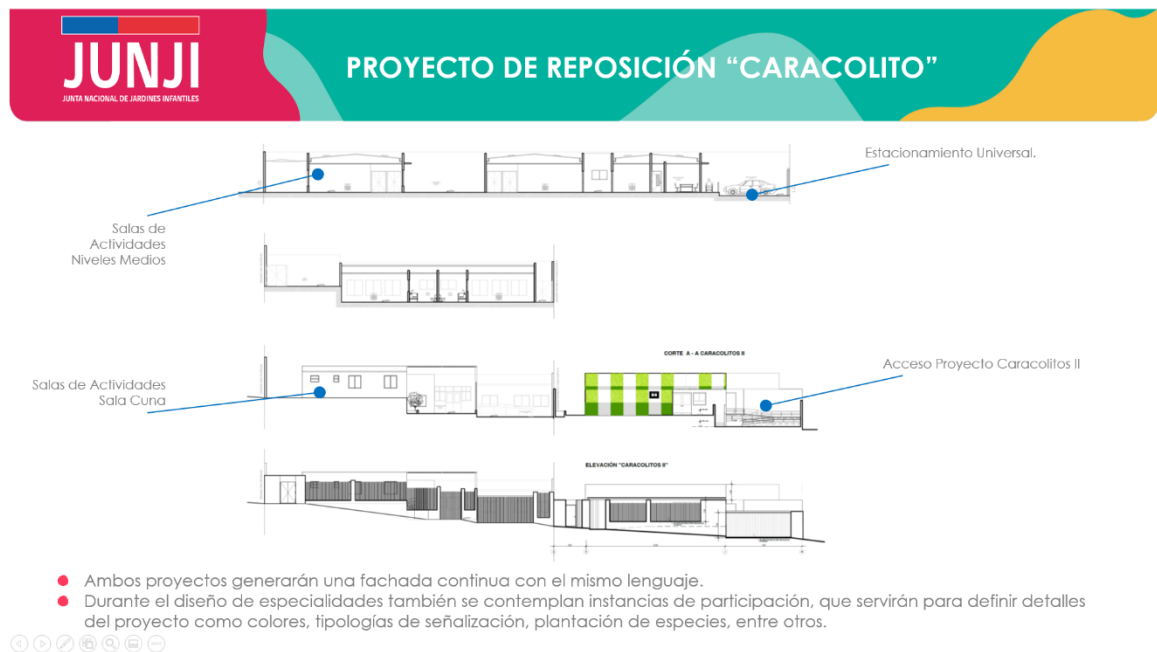 JUNJI
JUNTA NACIONAL DE JARDINES INFANTILES
PROYECTO DE REPOSICIÓN “CARACOLITO”
Estacionamiento Universal.
Salas de
Actividades
Niveles Medios
CORTE A - A CARACOLITOS II
Acceso Proyecto Caracolitos II
Salas de Actividades
Sala Cuna
ELEVACIÓN "CARACOLITOS II"
Ambos proyectos generarán una fachada continua con el mismo lenguaje.
Durante el diseño de especialidades también se contemplan instancias de participación, que servirán para definir detalles
del proyecto como colores, tipologías de señalización, plantación de especies, entre otros.